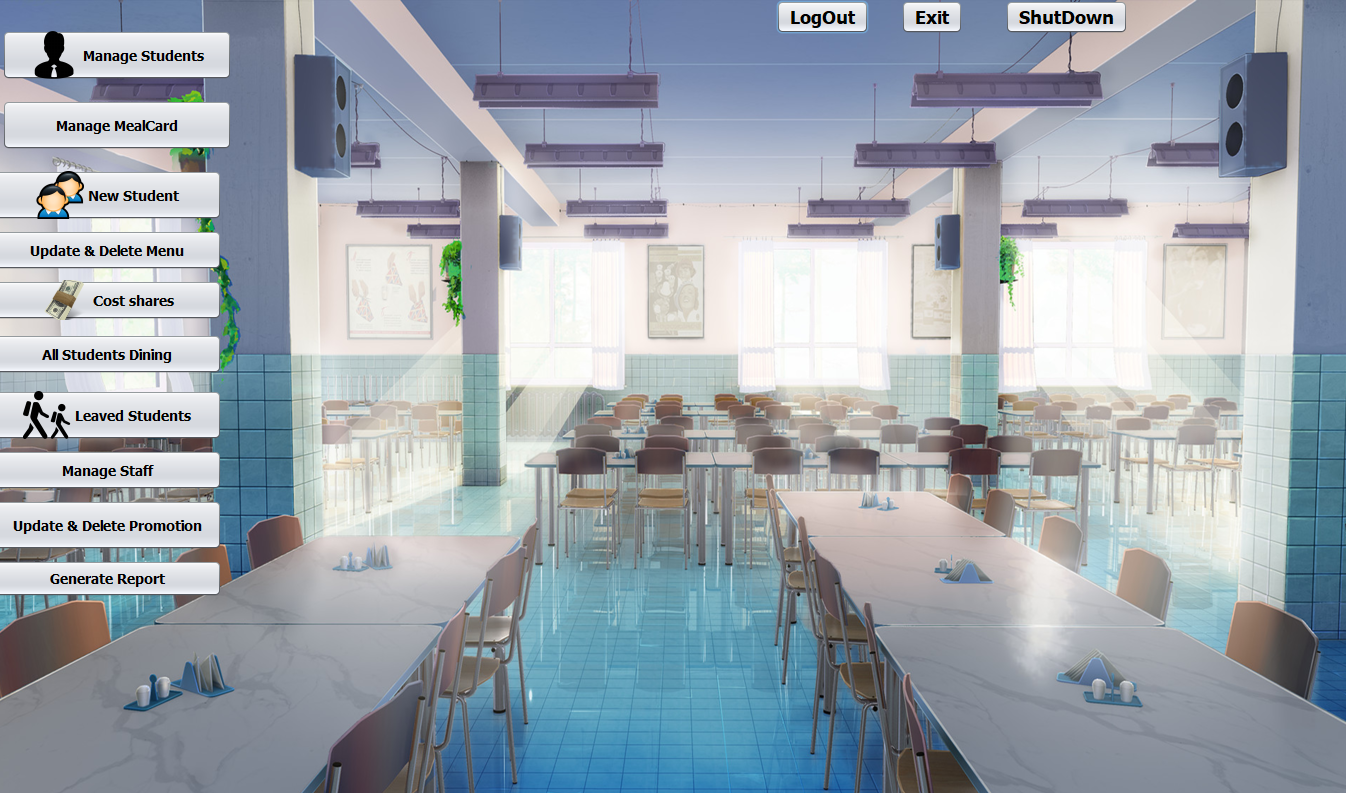 LogOut
Exit
ShutDown
Manage Students
Manage MealCard
New Student
Update & Delete Menu
Cost shares
All Students Dining
Leaved Students
Manage Staff
Update & Delete Promotion
Generate Report